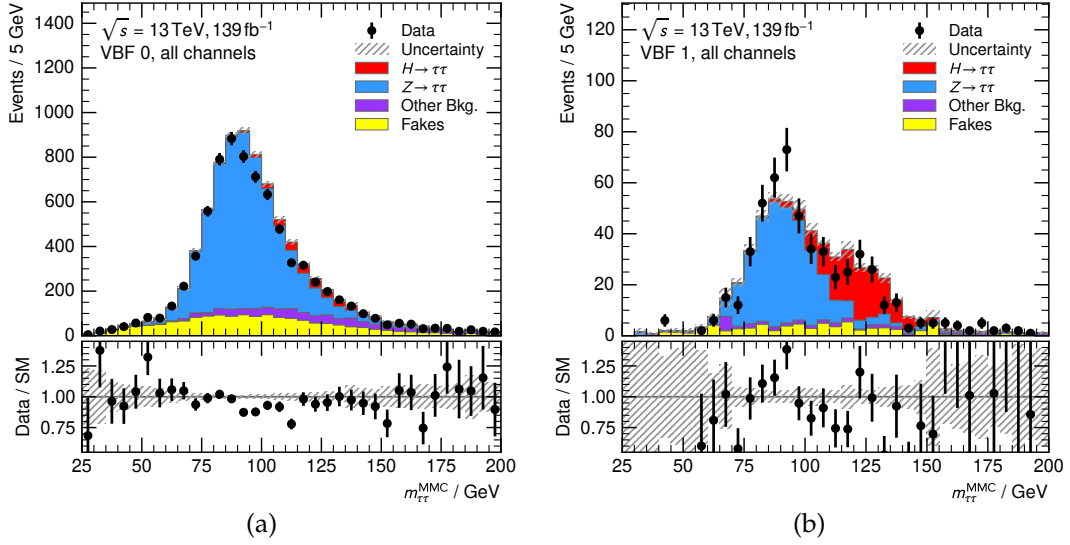 √s = 13 TeV, 139 fb⁻¹
VBF 0, all channels
Data
Uncertainty
H→ττ
Z→ττ
Other Bkg.
Fakes
Events / 5 GeV
1400
1200
1000
800
600
400
200
0
Data / SM
1.25
1.00
0.75
25 50 75 100 125 150 175 200
m_ττ^MMC / GeV
(a)
√s = 13 TeV, 139 fb⁻¹
VBF 1, all channels
Data
Uncertainty
H→ττ
Z→ττ
Other Bkg.
Fakes
Events / 5 GeV
120
100
80
60
40
20
0
Data / SM
1.25
1.00
0.75
25 50 75 100 125 150 175 200
m_ττ^MMC / GeV
(b)